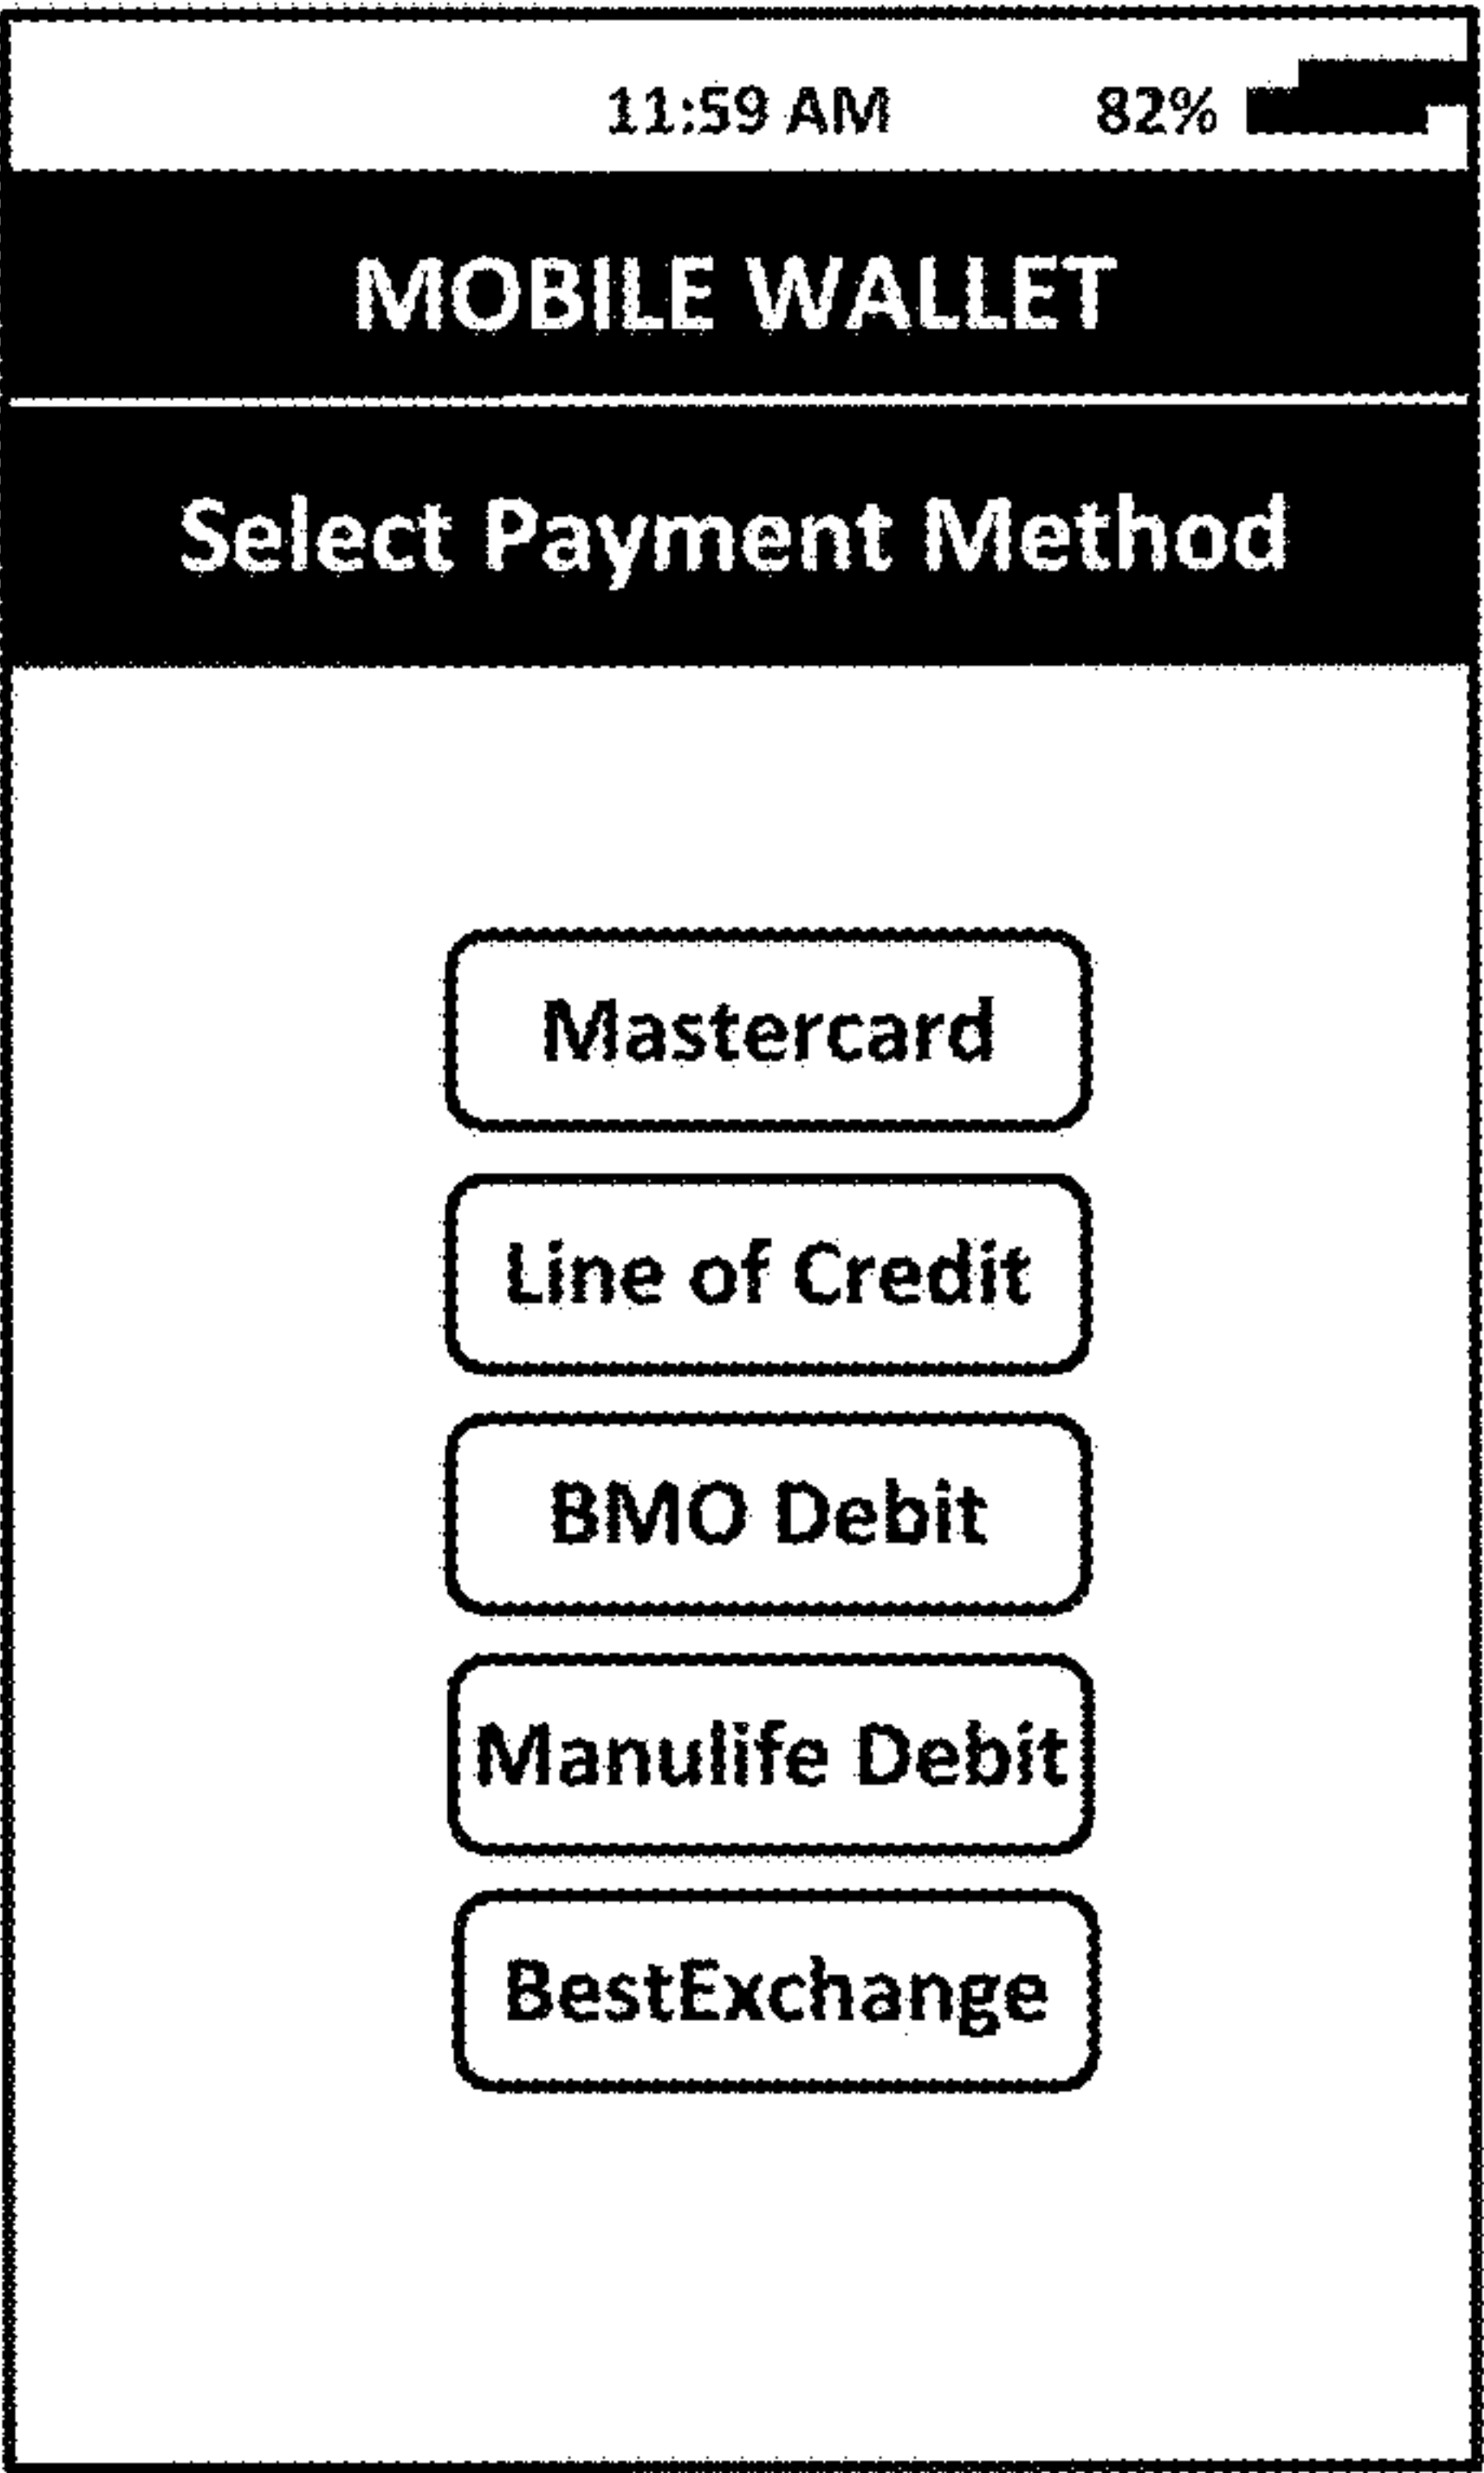 11:59 AM 82%
MOBILE WALLET
Select Payment Method
Mastercard
Line of Credit
BMO Debit
Manulife Debit
BestExchange